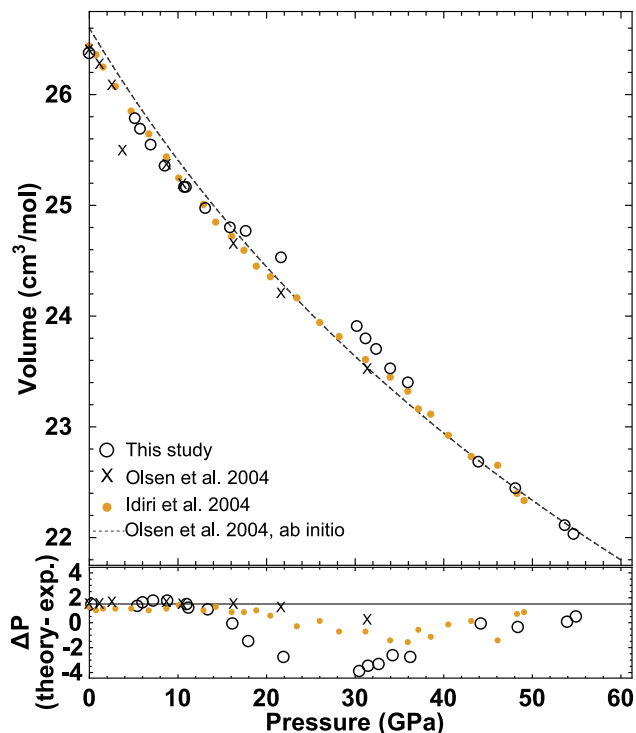 26
25
24
23
22
Volume (cm³/mol)
This study
Olsen et al. 2004
Idiri et al. 2004
Olsen et al. 2004, ab initio
4
2
0
-2
-4
ΔP
(theory- exp.)
0 10 20 30 40 50 60
Pressure (GPa)